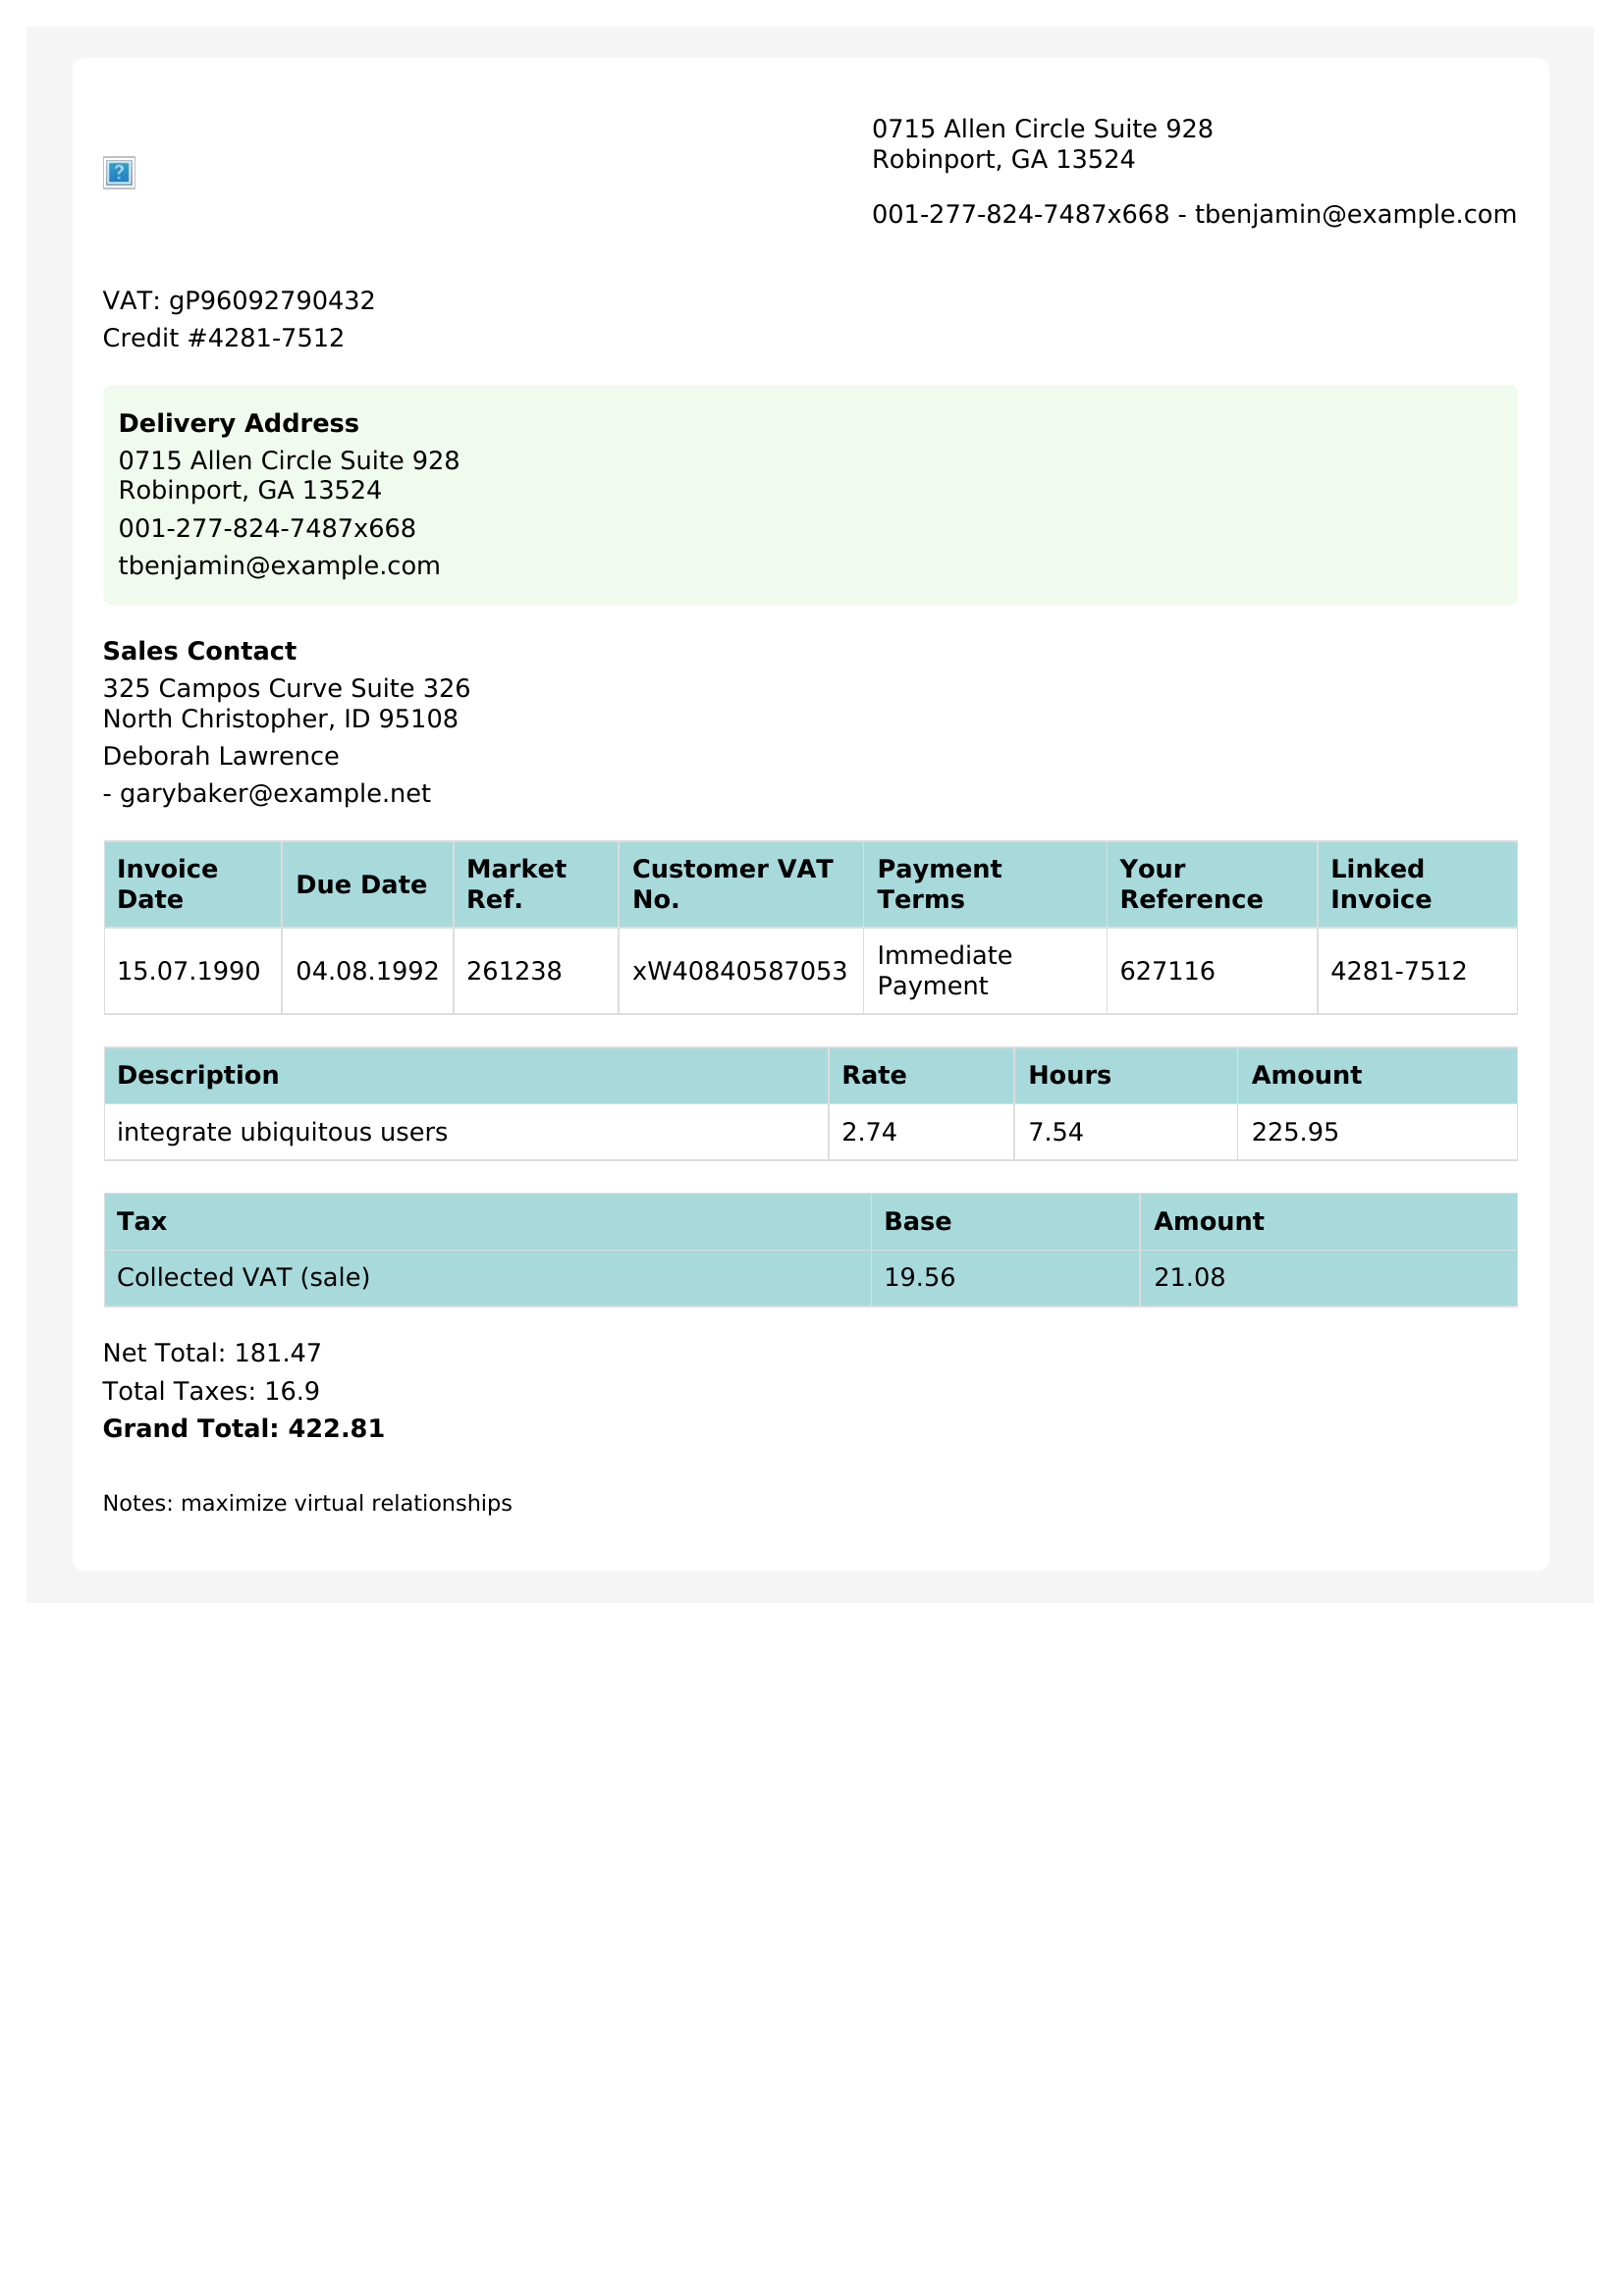 0715 Allen Circle Suite 928
Robinport, GA 13524
001-277-824-7487x668 - tbenjamin@example.com
VAT: gP96092790432
Credit #4281-7512
Delivery Address
0715 Allen Circle Suite 928
Robinport, GA 13524
001-277-824-7487x668
tbenjamin@example.com
Sales Contact
325 Campos Curve Suite 326
North Christopher, ID 95108
Deborah Lawrence
- garybaker@example.net
Invoice Date Due Date Market Ref. Customer VAT No. Payment Terms Your Reference Linked Invoice
15.07.1990 04.08.1992 261238 xW40840587053 Immediate Payment 627116 4281-7512
Description Rate Hours Amount
integrate ubiquitous users 2.74 7.54 225.95
Tax Base Amount
Collected VAT (sale) 19.56 21.08
Net Total: 181.47
Total Taxes: 16.9
Grand Total: 422.81
Notes: maximize virtual relationships